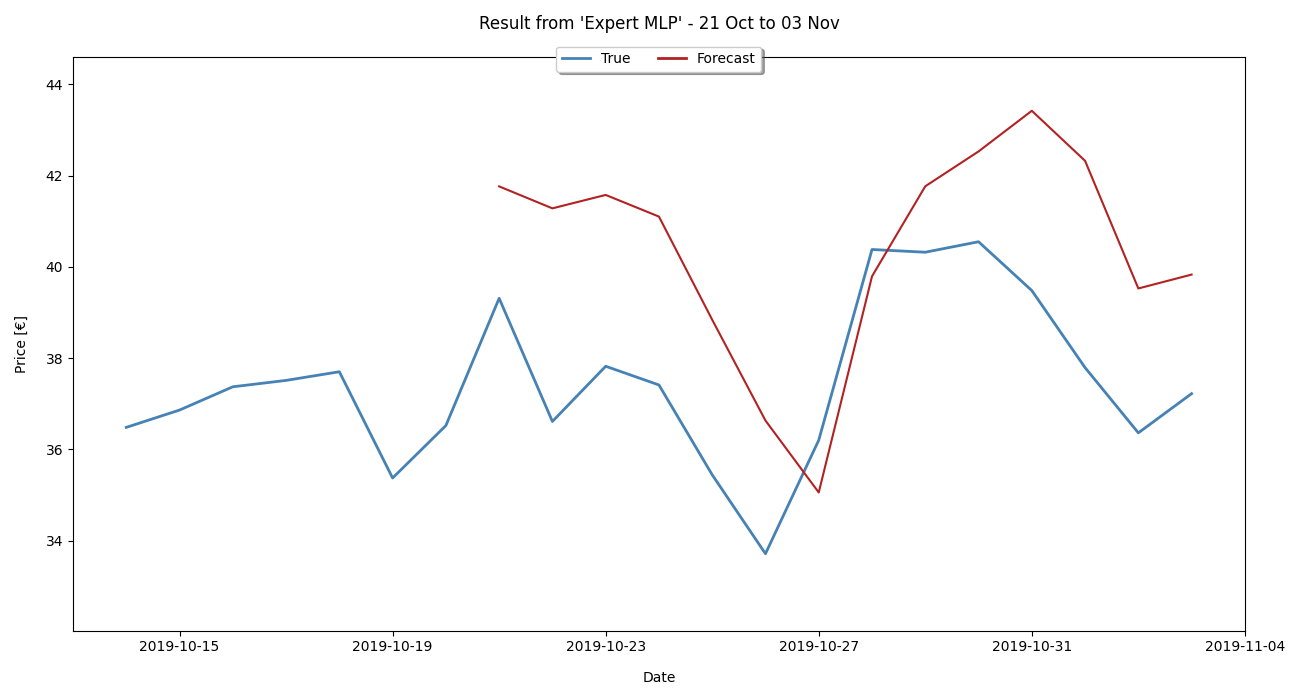 Result from 'Expert MLP' - 21 Oct to 03 Nov
True Forecast
44
42
40
38
36
34
Price [€]
2019-10-15 2019-10-19 2019-10-23 2019-10-27 2019-10-31 2019-11-04
Date